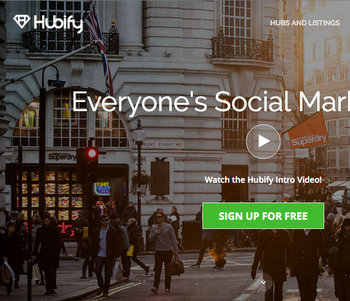 Hubify
HUBS AND LISTINGS
Everyone's Social Mark
Superdry
Superdry
Watch the Hubify Intro Video!
SIGN UP FOR FREE